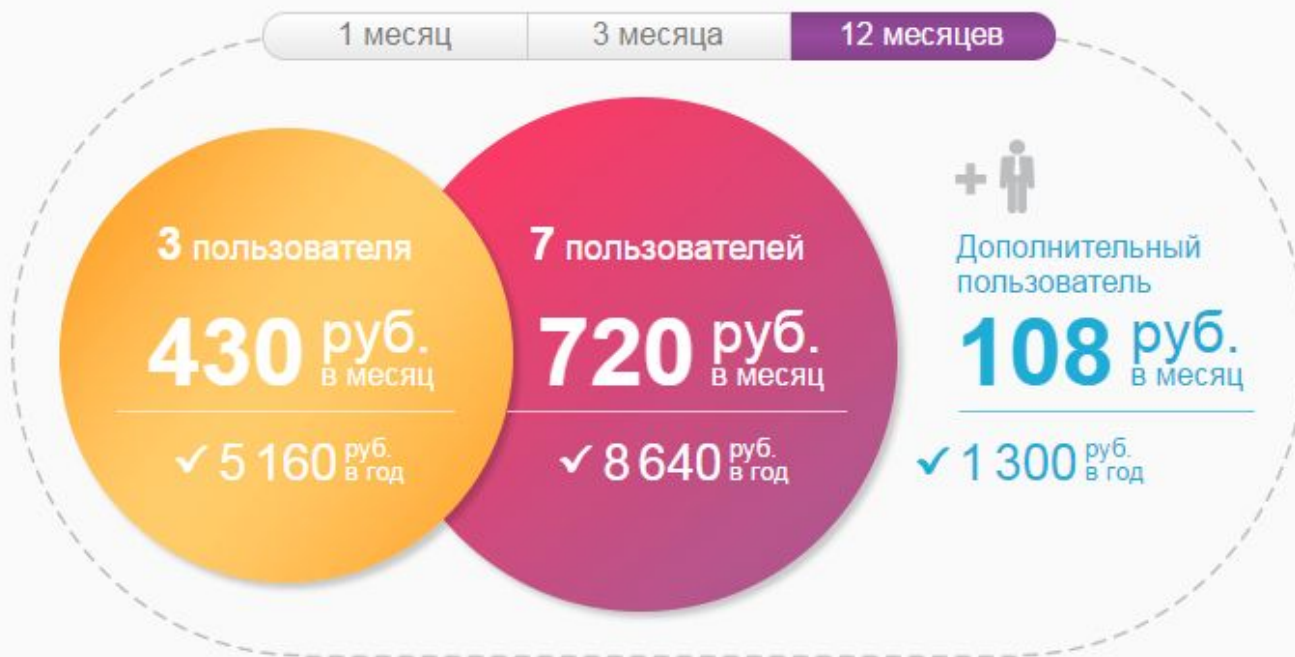 1 месяц
3 месяца
12 месяцев
3 пользователя
430 руб.
в месяц
✓ 5 160 руб.
в год
7 пользователей
720 руб.
в месяц
✓ 8 640 руб.
в год
+
Дополнительный
пользователь
108 руб.
в месяц
✓ 1 300 руб.
в год